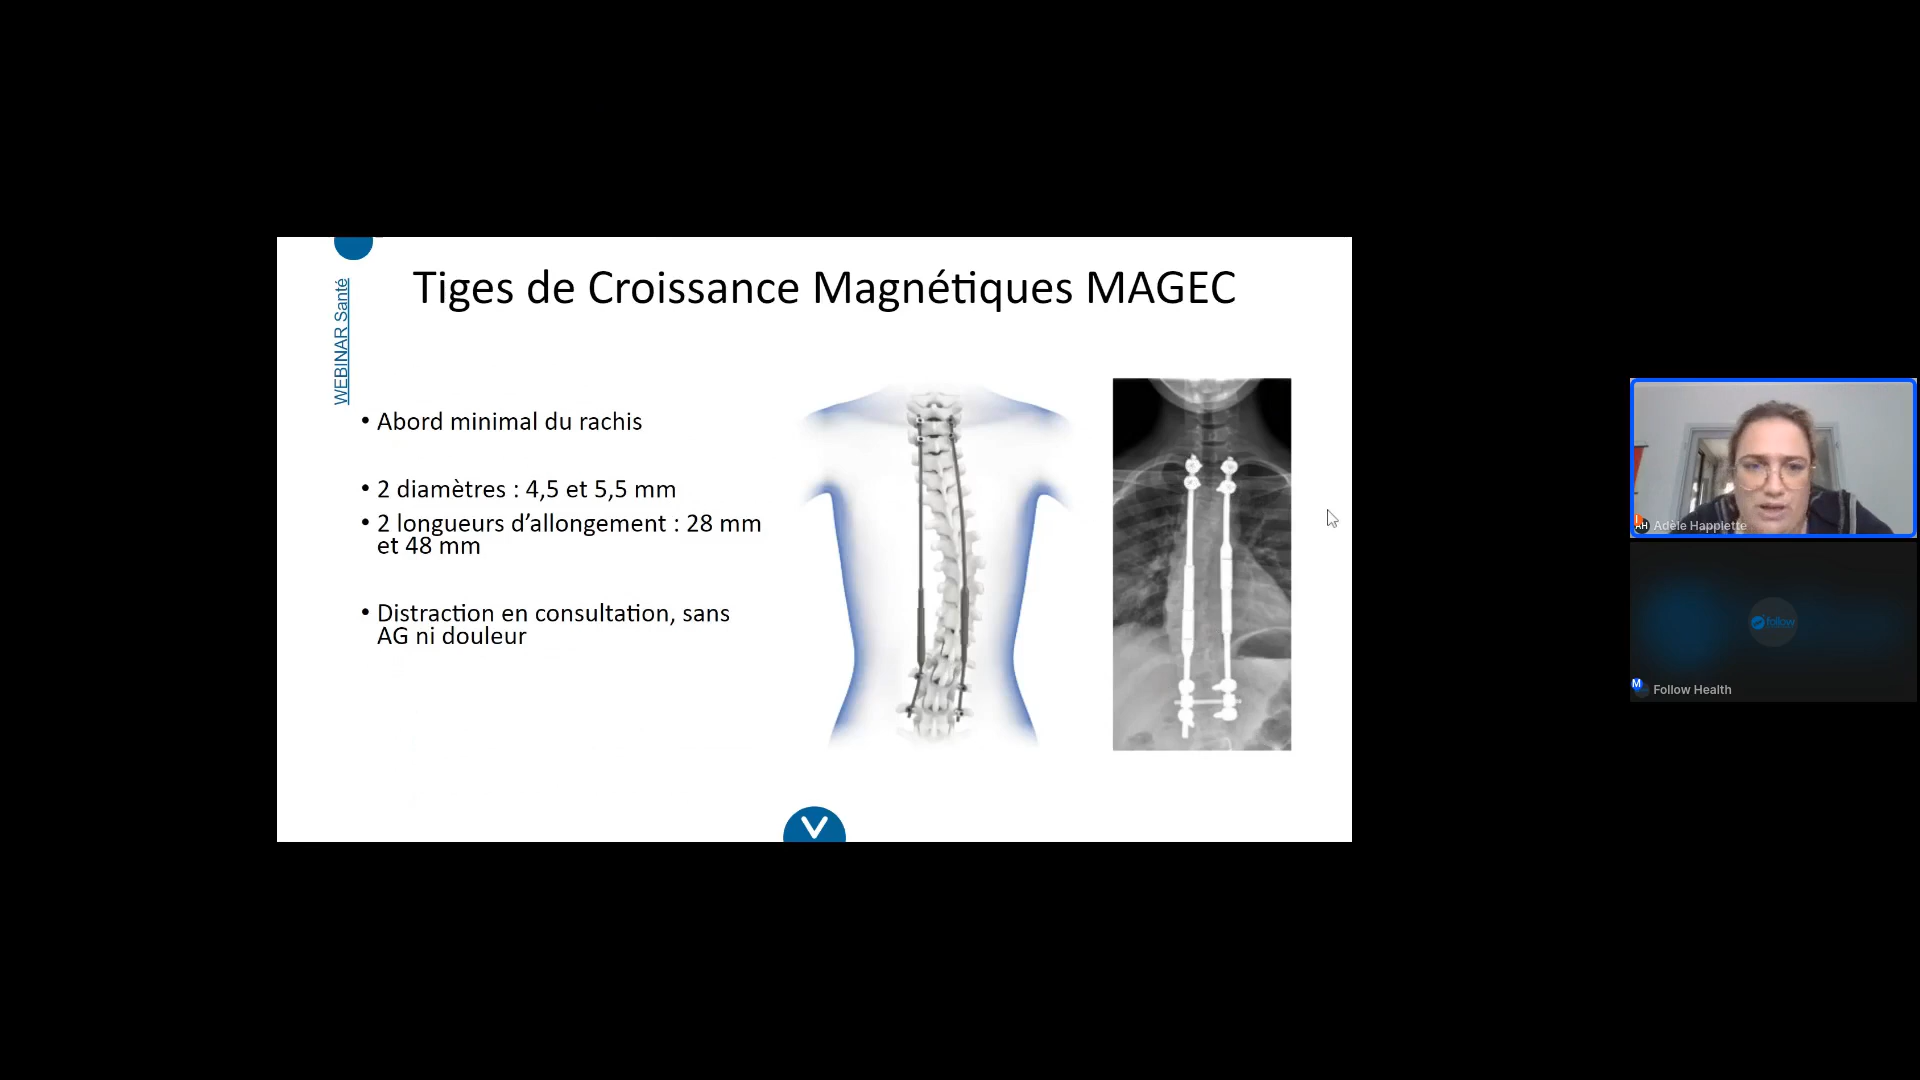 Tiges de Croissance Magnétiques MAGEC
WEBINAR Santé
• Abord minimal du rachis
• 2 diamètres : 4,5 et 5,5 mm
• 2 longueurs d’allongement : 28 mm
et 48 mm
• Distraction en consultation, sans
AG ni douleur
AH Adèle Happiette
follow
M Follow Health